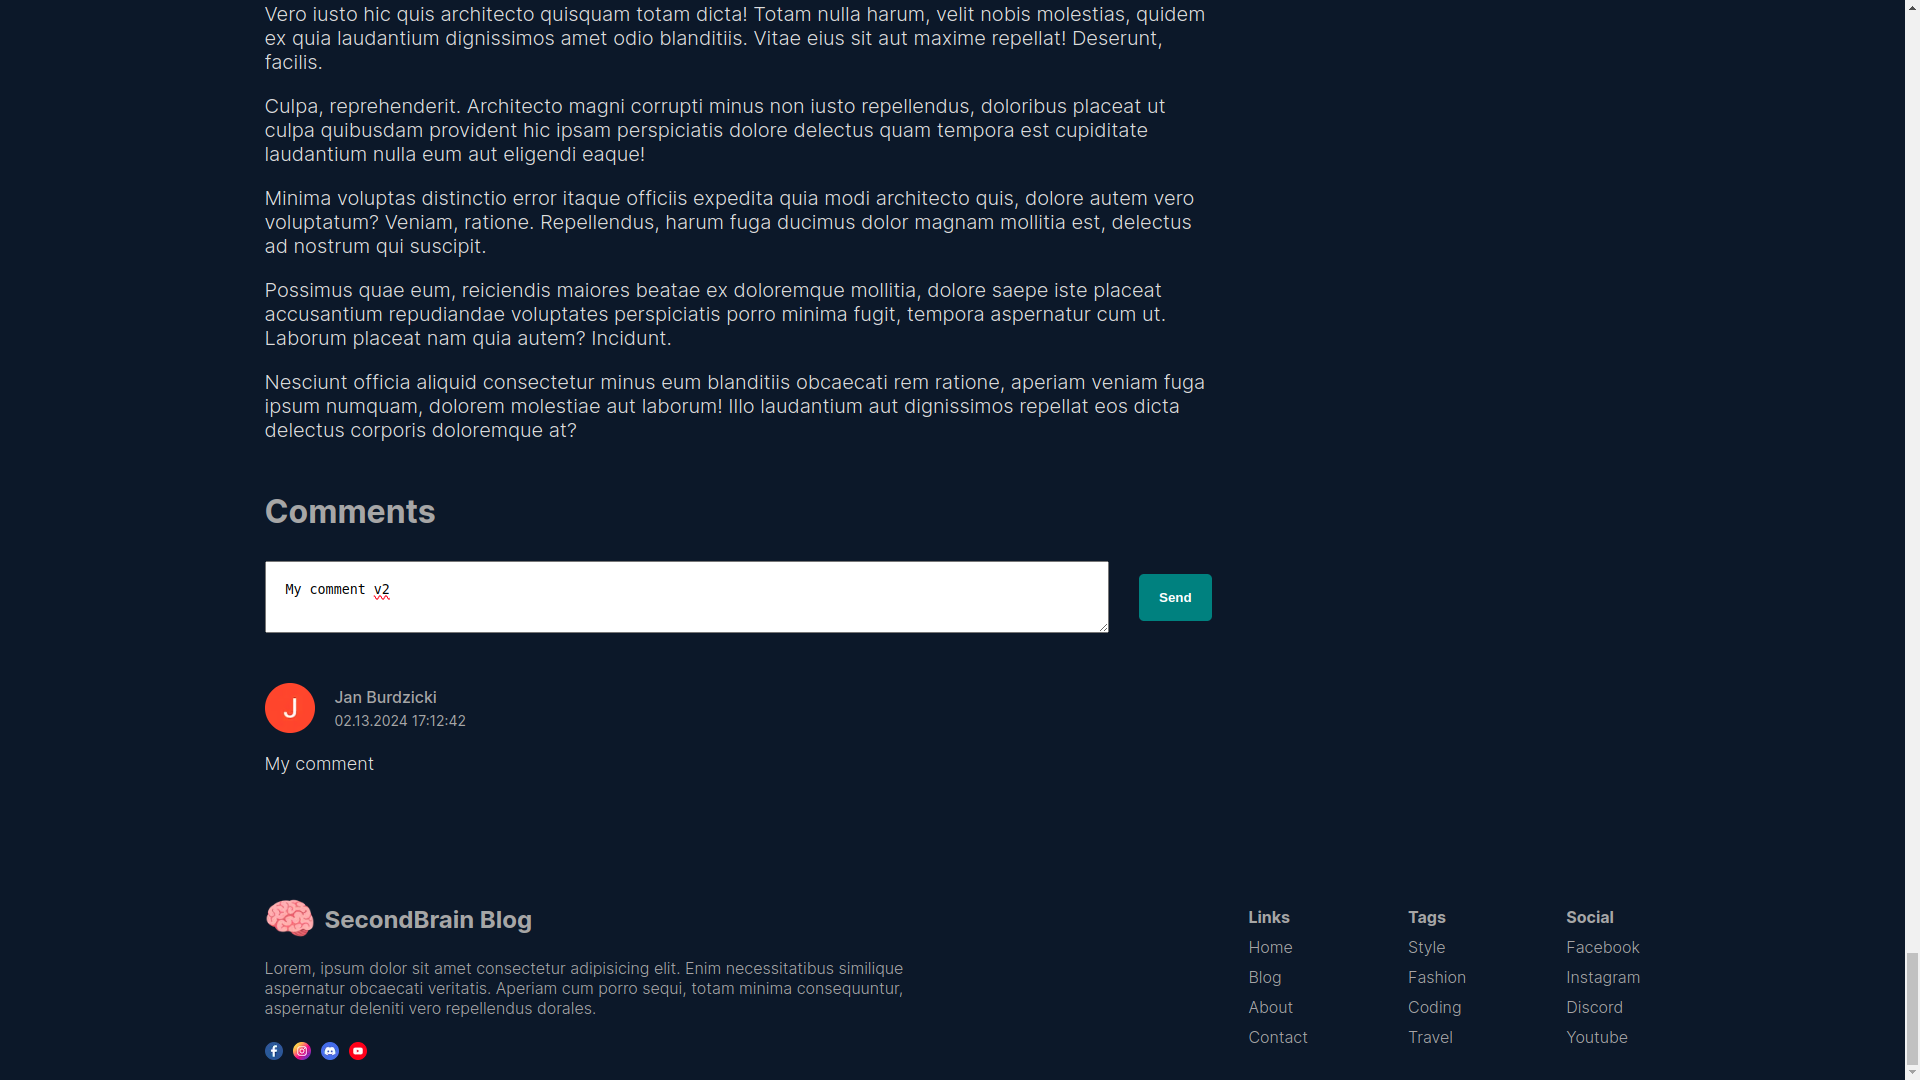 Vero iusto hic quis architecto quisquam totam dicta! Totam nulla harum, velit nobis molestias, quidem
ex quia laudantium dignissimos amet odio blanditiis. Vitae eius sit aut maxime repellat! Deserunt,
facilis.
Culpa, reprehenderit. Architecto magni corrupti minus non iusto repellendus, doloribus placeat ut
culpa quibusdam provident hic ipsam perspiciatis dolore delectus quam tempora est cupiditate
laudantium nulla eum aut eligendi eaque!
Minima voluptas distinctio error itaque officiis expedita quia modi architecto quis, dolore autem vero
voluptatum? Veniam, ratione. Repellendus, harum fuga ducimus dolor magnam mollitia est, delectus
ad nostrum qui suscipit.
Possimus quae eum, reiciendis maiores beatae ex doloremque mollitia, dolore saepe iste placeat
accusantium repudiandae voluptates perspiciatis porro minima fugit, tempora aspernatur cum ut.
Laborum placeat nam quia autem? Incidunt.
Nesciunt officia aliquid consectetur minus eum blanditiis obcaecati rem ratione, aperiam veniam fuga
ipsum numquam, dolorem molestiae aut laborum! Illo laudantium aut dignissimos repellat eos dicta
delectus corporis doloremque at?
Comments
My comment v2
Send
J
Jan Burdzicki
02.13.2024 17:12:42
My comment
SecondBrain Blog
Lorem, ipsum dolor sit amet consectetur adipisicing elit. Enim necessitatibus similique
aspernatur obcaecati veritatis. Aperiam cum porro sequi, totam minima consequuntur,
aspernatur deleniti vero repellendus dorales.
Links
Home
Blog
About
Contact
Tags
Style
Fashion
Coding
Travel
Social
Facebook
Instagram
Discord
Youtube